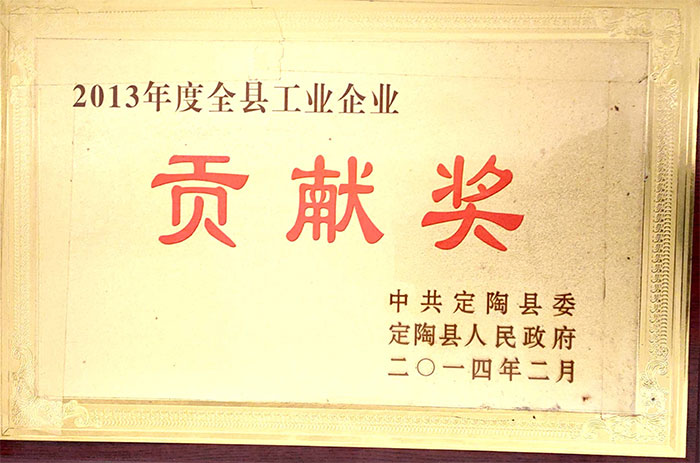 2013年度全县工业企业
贡献奖
中共定陶县委
定陶县人民政府
二〇一四年二月